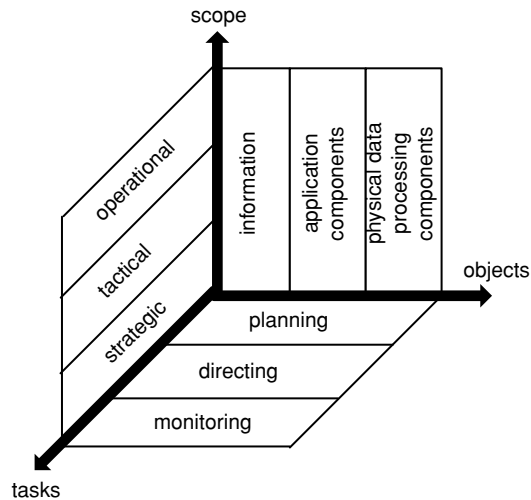 scope
operational
tactical
strategic
information
application
components
physical data
processing
components
objects
planning
directing
monitoring
tasks